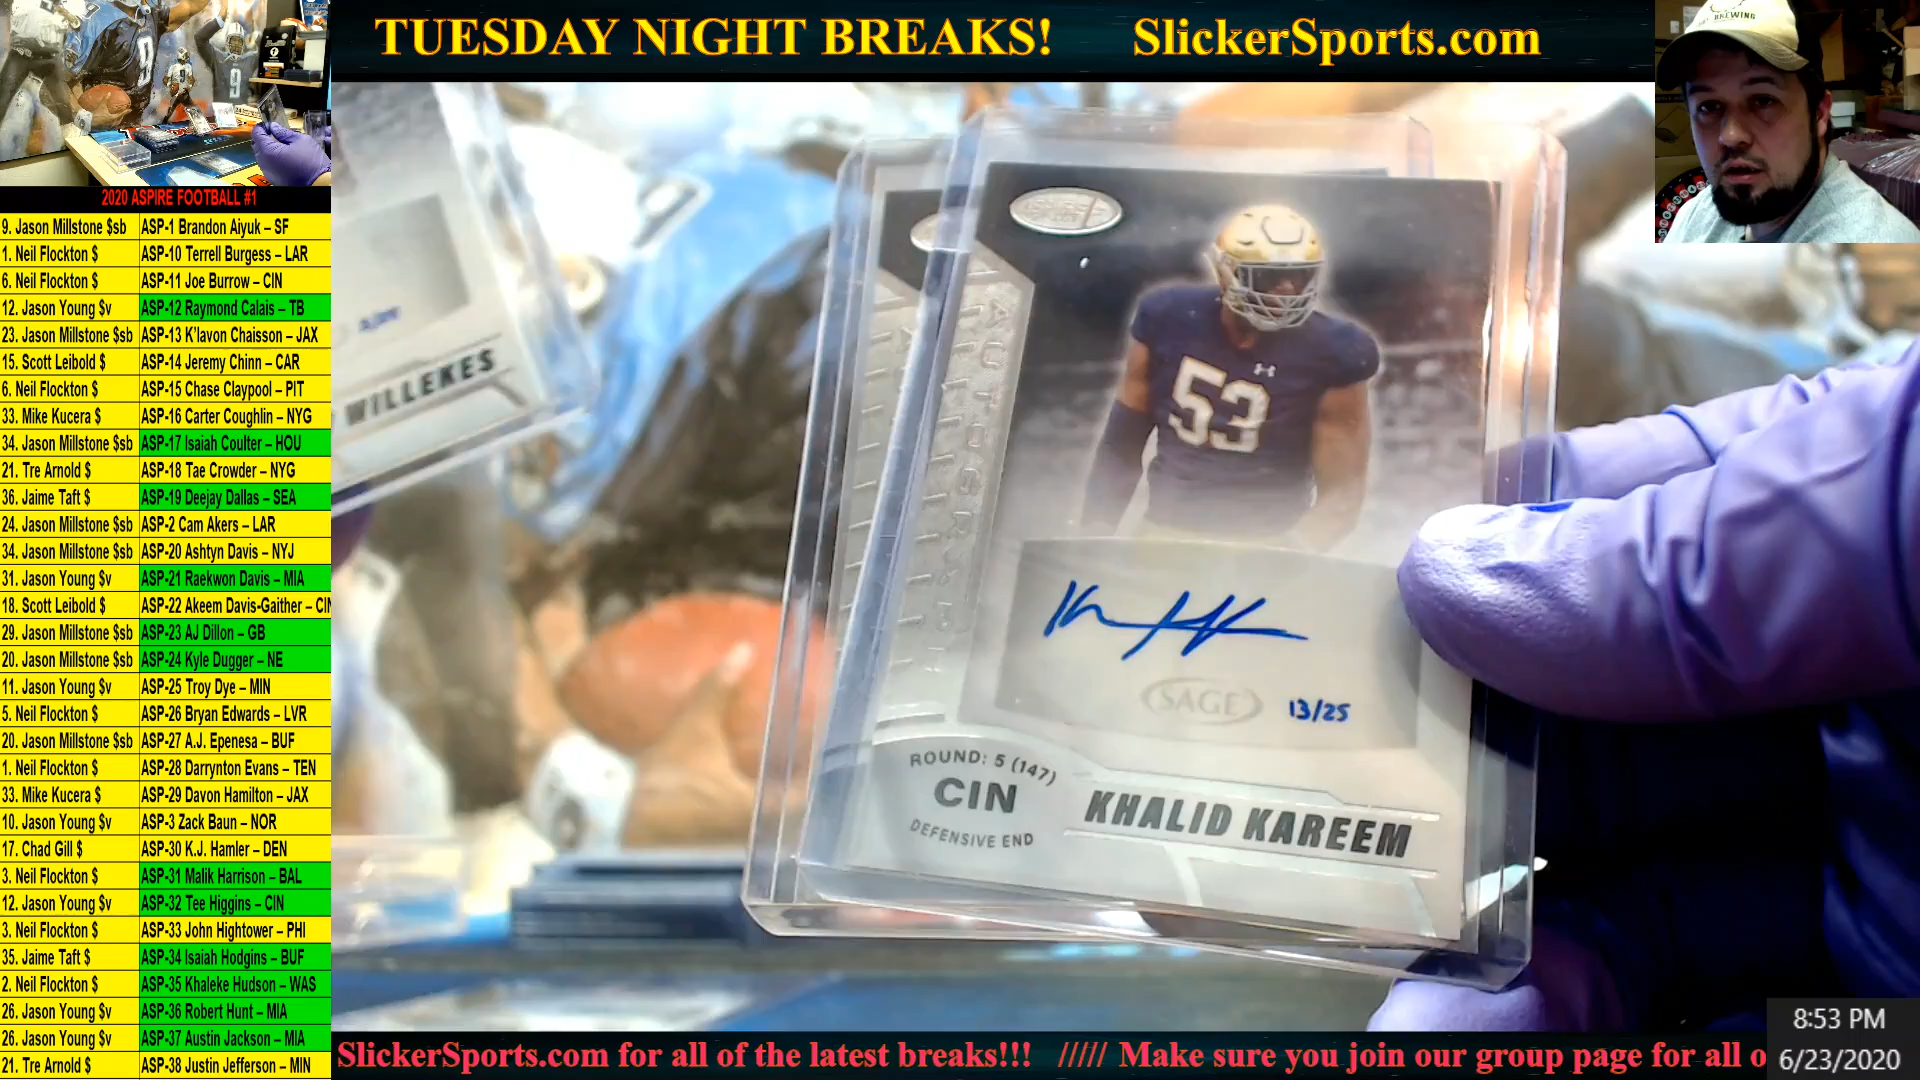 TUESDAY NIGHT BREAKS! SlickerSports.com
2020 ASPIRE FOOTBALL #1
9. Jason Millstone $sb ASP-1 Brandon Aiyuk – SF
1. Neil Flockton $ ASP-10 Terrell Burgess – LAR
6. Neil Flockton $ ASP-11 Joe Burrow – CIN
12. Jason Young $v ASP-12 Raymond Calais – TB
23. Jason Millstone $sb ASP-13 K'lavon Chaisson – JAX
15. Scott Leibold $ ASP-14 Jeremy Chinn – CAR
6. Neil Flockton $ ASP-15 Chase Claypool – PIT
33. Mike Kucera $ ASP-16 Carter Coughlin – NYG
34. Jason Millstone $sb ASP-17 Isaiah Coulter – HOU
21. Tre Arnold $ ASP-18 Tae Crowder – NYG
36. Jaime Taft $ ASP-19 Deejay Dallas – SEA
24. Jason Millstone $sb ASP-2 Cam Akers – LAR
34. Jason Millstone $sb ASP-20 Ashtyn Davis – NYJ
31. Jason Young $v ASP-21 Raekwon Davis – MIA
18. Scott Leibold $ ASP-22 Akeem Davis-Gaither – CIN
29. Jason Millstone $sb ASP-23 AJ Dillon – GB
20. Jason Millstone $sb ASP-24 Kyle Dugger – NE
11. Jason Young $v ASP-25 Troy Dye – MIN
5. Neil Flockton $ ASP-26 Bryan Edwards – LVR
20. Jason Millstone $sb ASP-27 A.J. Epenesa – BUF
1. Neil Flockton $ ASP-28 Darrynton Evans – TEN
33. Mike Kucera $ ASP-29 Davon Hamilton – JAX
10. Jason Young $v ASP-3 Zack Baun – NOR
17. Chad Gill $ ASP-30 K.J. Hamler – DEN
3. Neil Flockton $ ASP-31 Malik Harrison – BAL
12. Jason Young $v ASP-32 Tee Higgins – CIN
3. Neil Flockton $ ASP-33 John Hightower – PHI
35. Jaime Taft $ ASP-34 Isaiah Hodgins – BUF
2. Neil Flockton $ ASP-35 Khaleke Hudson – WAS
26. Jason Young $v ASP-36 Robert Hunt – MIA
26. Jason Young $v ASP-37 Austin Jackson – MIA
21. Tre Arnold $ ASP-38 Justin Jefferson – MIN
WILLEKES
AUTOGRAPH
53
SAGE
13/25
ROUND: 5 (147)
CIN
DEFENSIVE END
KHALID KAREEM
BREWING
SlickerSports.com for all of the latest breaks!!! ///// Make sure you join our group page for all o
8:53 PM
6/23/2020